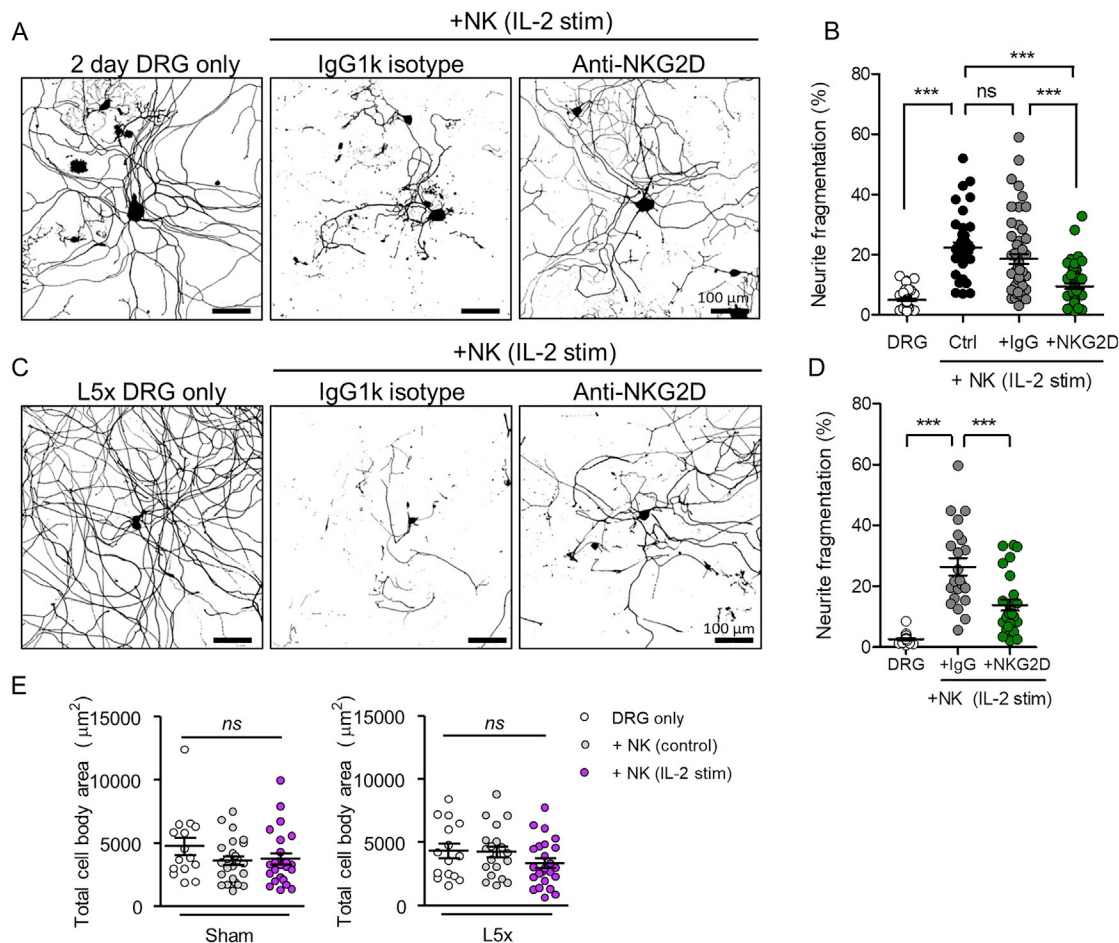 A
+NK (IL-2 stim)
2 day DRG only
IgG1k isotype
Anti-NKG2D
100 µm
B
Neurite fragmentation (%)
80
60
40
20
0
***
***
ns
***
DRG
Ctrl
+IgG
+NKG2D
+ NK (IL-2 stim)
C
+NK (IL-2 stim)
L5x DRG only
IgG1k isotype
Anti-NKG2D
100 µm
D
Neurite fragmentation (%)
80
60
40
20
0
***
***
DRG
+IgG
+NKG2D
+NK (IL-2 stim)
E
Total cell body area ( µm²)
15000
10000
5000
0
ns
Sham
Total cell body area ( µm²)
15000
10000
5000
0
ns
L5x
DRG only
+ NK (control)
+ NK (IL-2 stim)